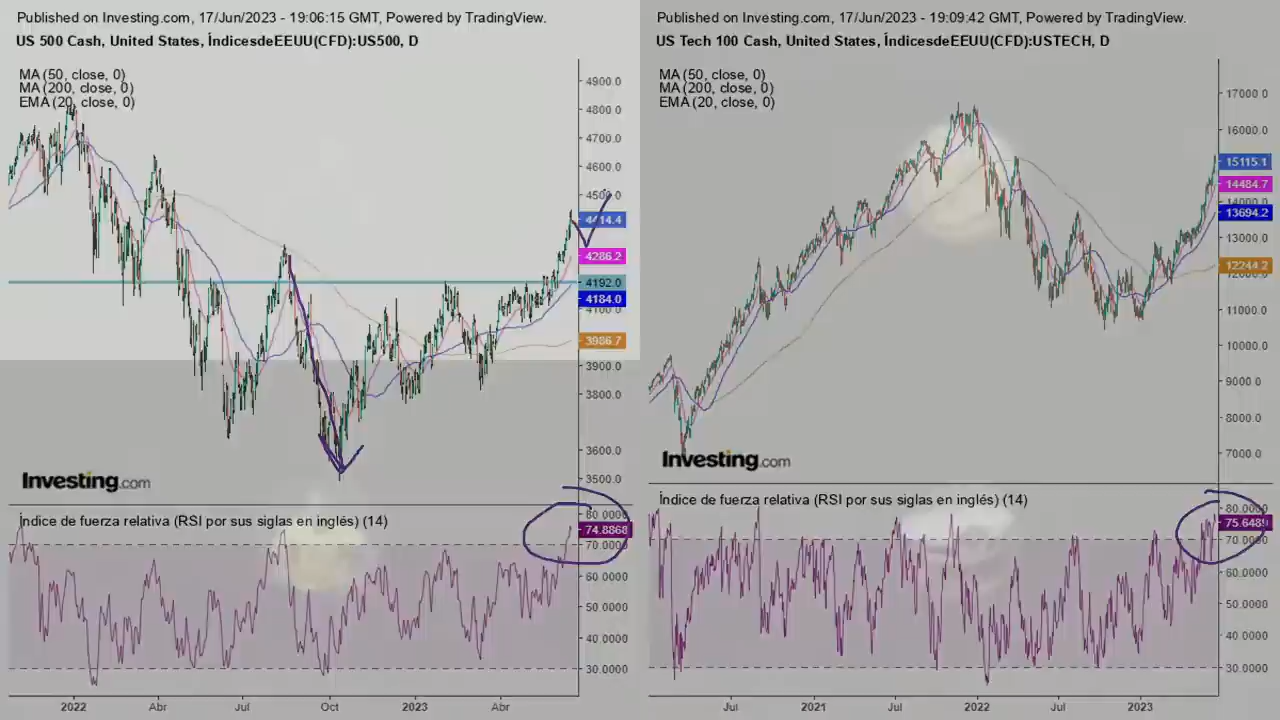 Published on Investing.com, 17/Jun/2023 - 19:06:15 GMT, Powered by TradingView.
US 500 Cash, United States, ÍndicesdeEEUU(CFD):US500, D
MA (50, close, 0)
MA (200, close, 0)
EMA (20, close, 0)
4900.0
4800.0
4700.0
4600.0
4500.0
4414.4
4286.2
4192.0
4184.0
4100.0
3986.7
3900.0
3800.0
3600.0
3500.0
Investing.com
Índice de fuerza relativa (RSI por sus siglas en inglés) (14)
80.0000
74.8868
70.0000
60.0000
50.0000
40.0000
30.0000
2022
Abr
Jul
Oct
2023
Abr
Published on Investing.com, 17/Jun/2023 - 19:09:42 GMT, Powered by TradingView.
US Tech 100 Cash, United States, ÍndicesdeEEUU(CFD):USTECH, D
MA (50, close, 0)
MA (200, close, 0)
EMA (20, close, 0)
17000.0
16000.0
15115.1
14484.7
14000.0
13694.2
13000.0
12244.2
12000.0
11000.0
10000.0
9000.0
8000.0
7000.0
Investing.com
Índice de fuerza relativa (RSI por sus siglas en inglés) (14)
80.0000
75.6489
70.0000
60.0000
50.0000
40.0000
30.0000
Jul
2021
Jul
2022
Jul
2023